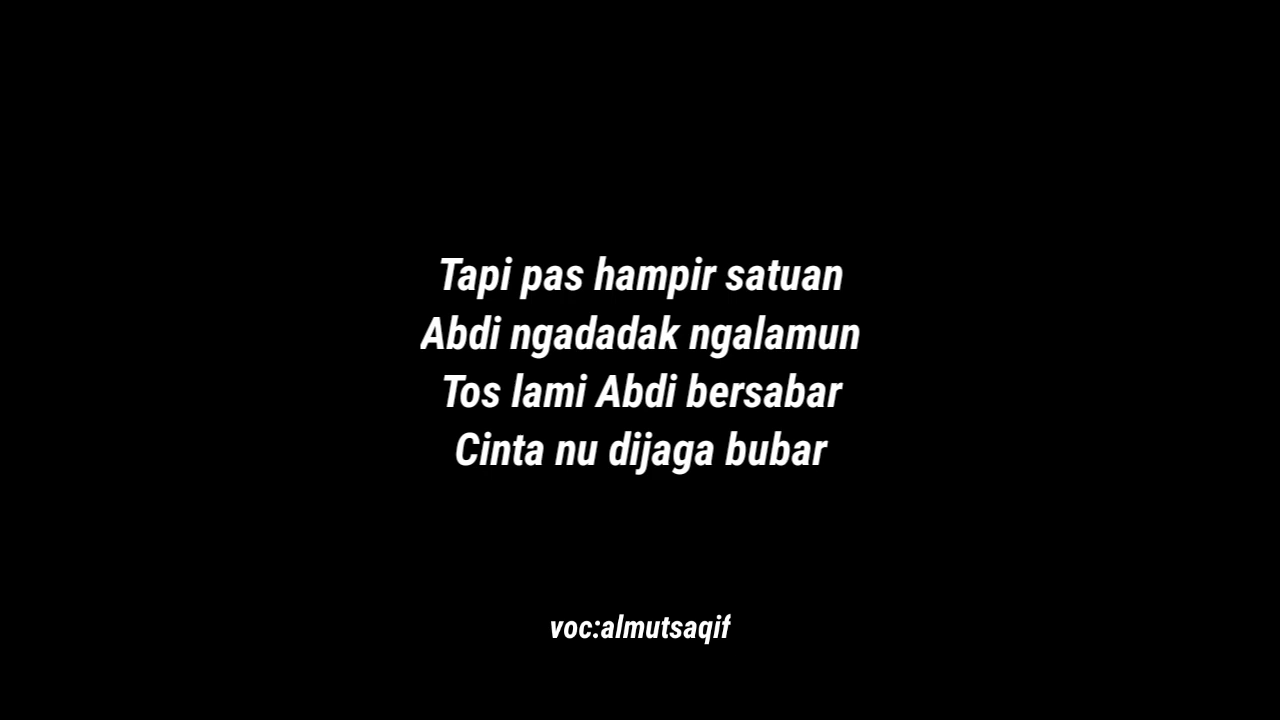 Tapi pas hampir satuan
Abdi ngadadak ngalamun
Tos lami Abdi bersabar
Cinta nu dijaga bubar
voc:almutsaqif